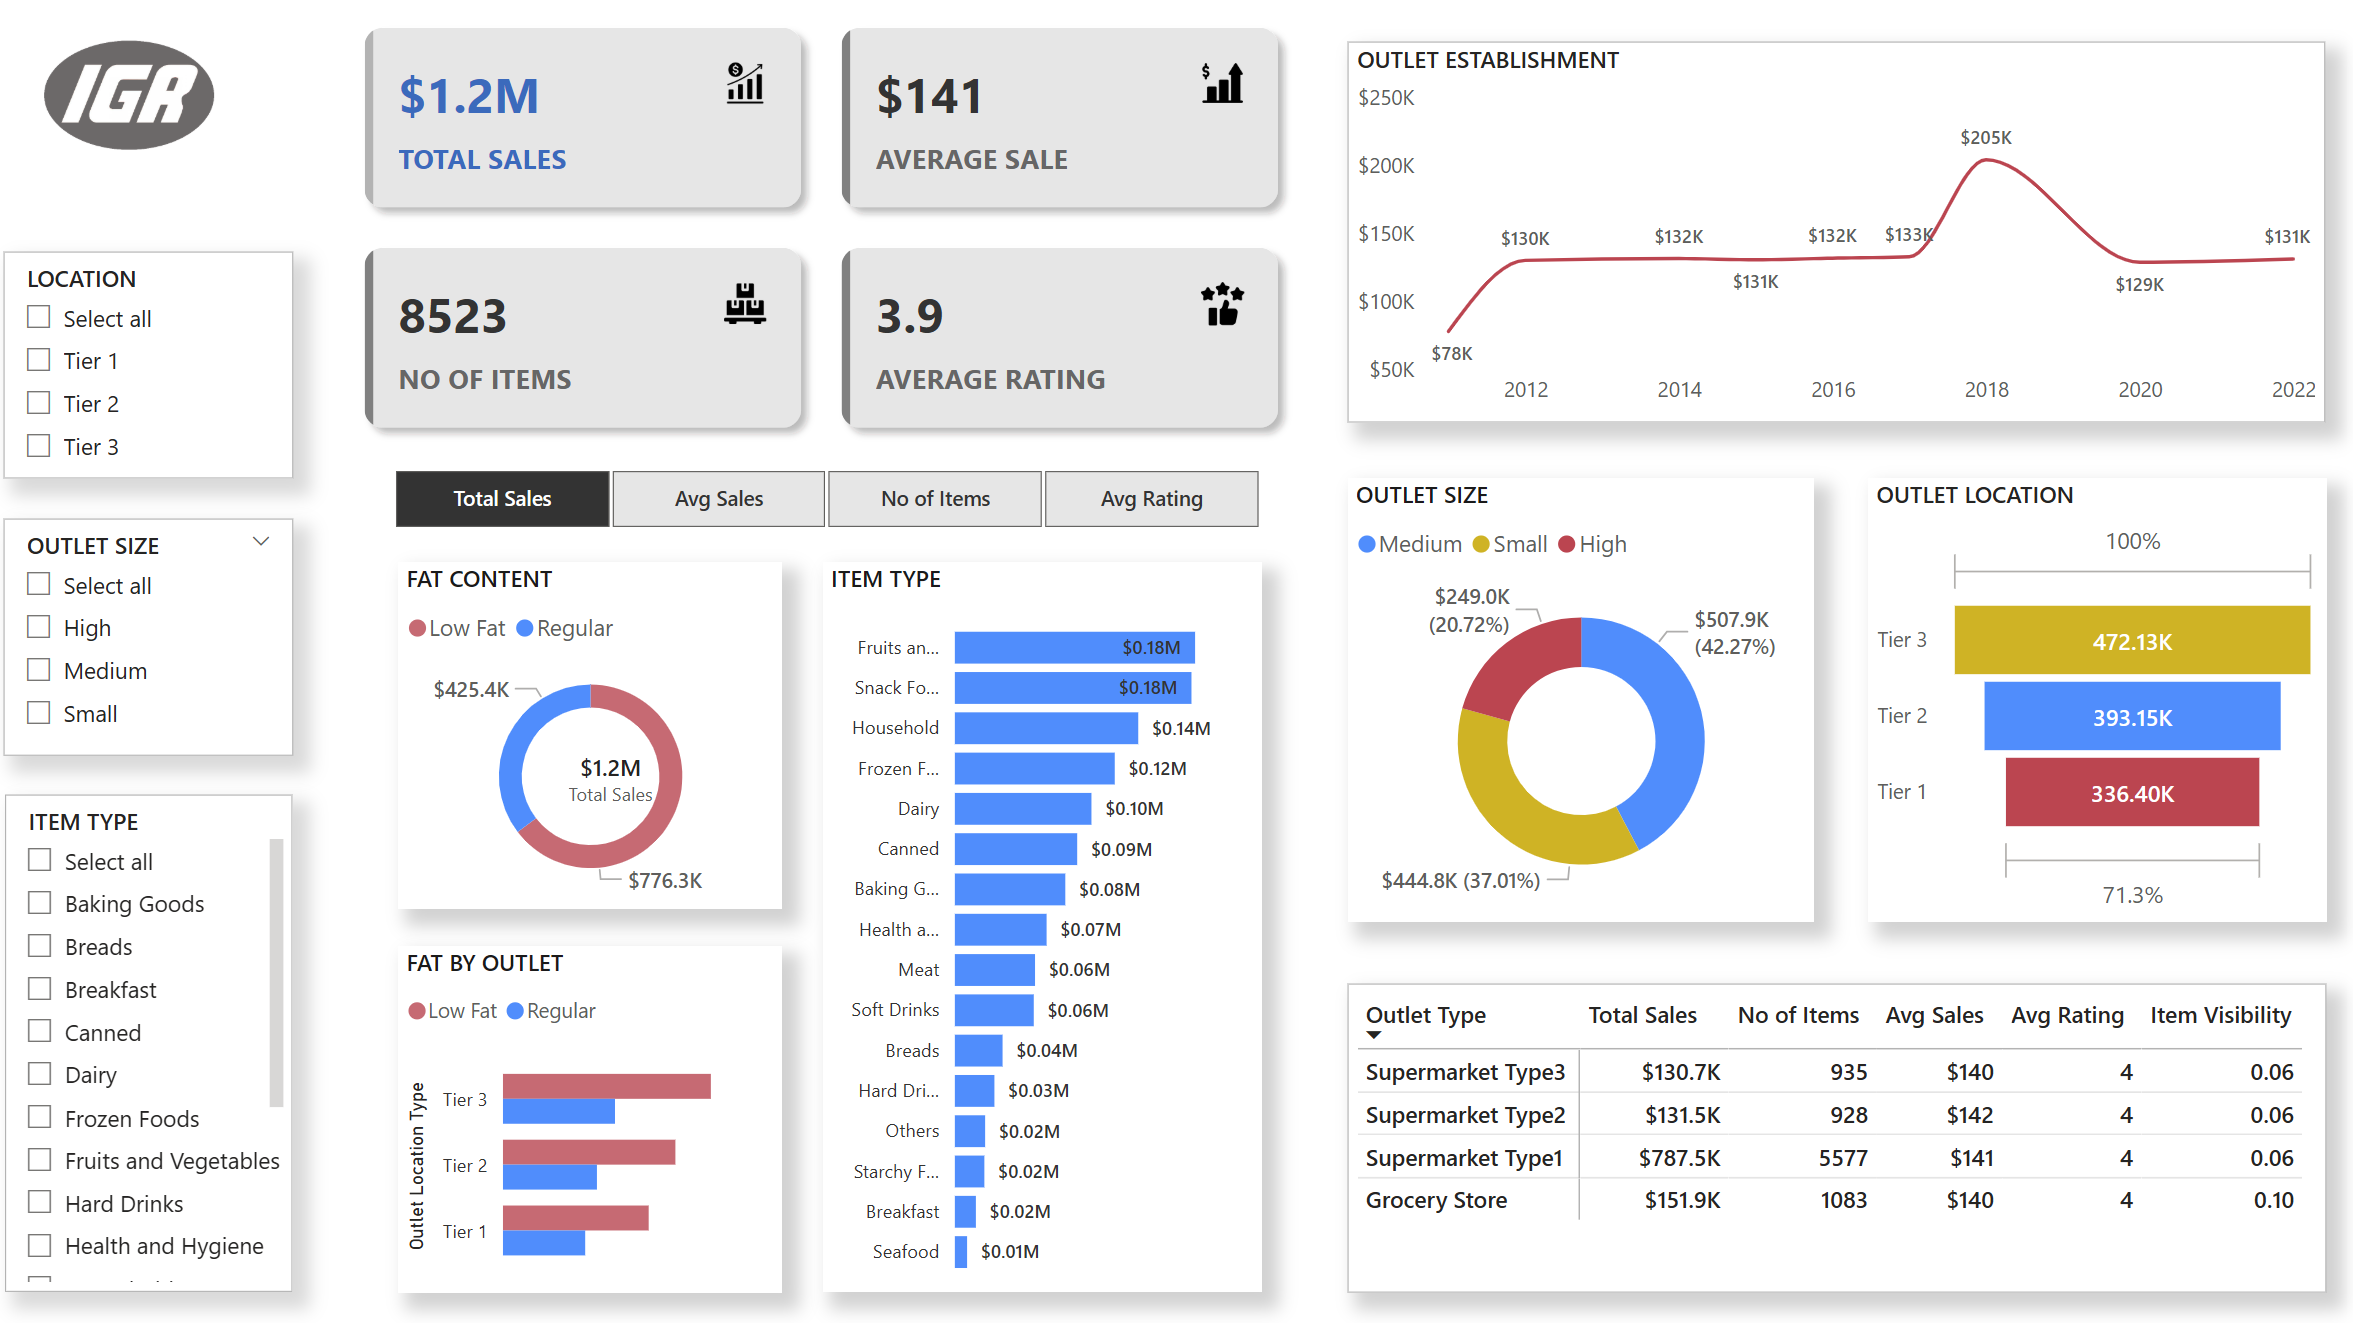 IGR
LOCATION
Select all
Tier 1
Tier 2
Tier 3
OUTLET SIZE
Select all
High
Medium
Small
ITEM TYPE
Select all
Baking Goods
Breads
Breakfast
Canned
Dairy
Frozen Foods
Fruits and Vegetables
Hard Drinks
Health and Hygiene
$1.2M
TOTAL SALES
$141
AVERAGE SALE
8523
NO OF ITEMS
3.9
AVERAGE RATING
Total Sales
Avg Sales
No of Items
Avg Rating
FAT CONTENT
Low Fat Regular
$425.4K
$1.2M
Total Sales
$776.3K
FAT BY OUTLET
Low Fat Regular
Outlet Location Type
Tier 3
Tier 2
Tier 1
ITEM TYPE
Fruits an... $0.18M
Snack Fo... $0.18M
Household $0.14M
Frozen F... $0.12M
Dairy $0.10M
Canned $0.09M
Baking G... $0.08M
Health a... $0.07M
Meat $0.06M
Soft Drinks $0.06M
Breads $0.04M
Hard Dri... $0.03M
Others $0.02M
Starchy F... $0.02M
Breakfast $0.02M
Seafood $0.01M
OUTLET ESTABLISHMENT
$250K
$200K
$150K
$100K
$50K
$78K
$130K
$132K
$131K
$132K
$133K
$205K
$129K
$131K
2012 2014 2016 2018 2020 2022
OUTLET SIZE
Medium Small High
$249.0K
(20.72%)
$507.9K
(42.27%)
$444.8K (37.01%)
OUTLET LOCATION
100%
Tier 3 472.13K
Tier 2 393.15K
Tier 1 336.40K
71.3%
Outlet Type Total Sales No of Items Avg Sales Avg Rating Item Visibility
Supermarket Type3 $130.7K 935 $140 4 0.06
Supermarket Type2 $131.5K 928 $142 4 0.06
Supermarket Type1 $787.5K 5577 $141 4 0.06
Grocery Store $151.9K 1083 $140 4 0.10